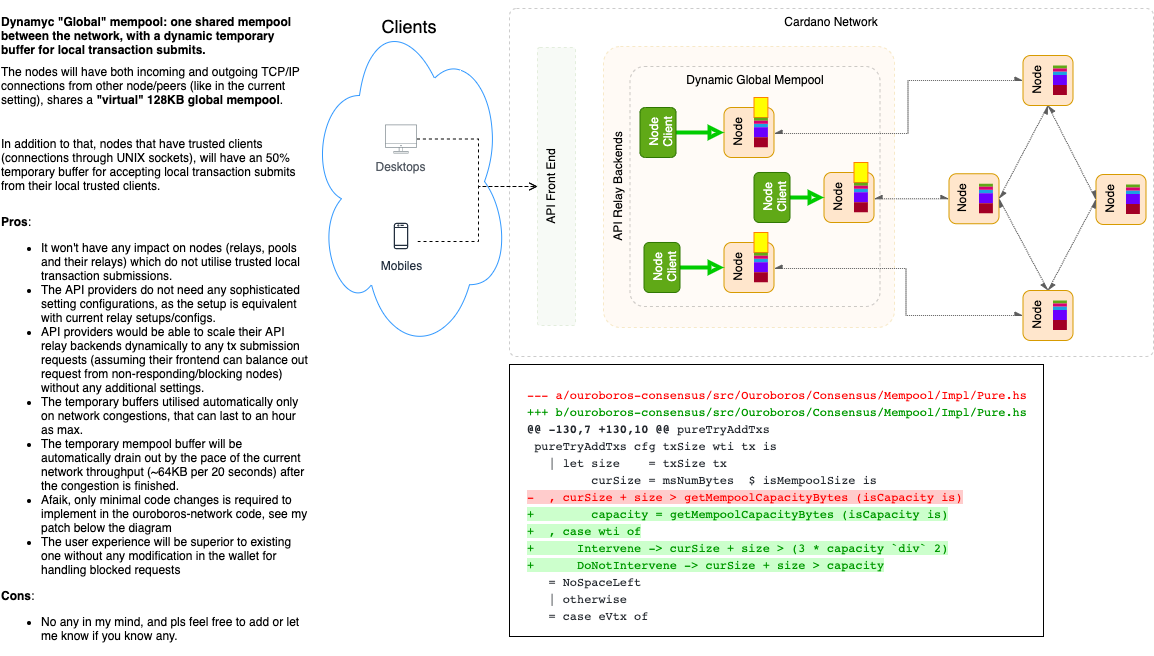 Dynamyc "Global" mempool: one shared mempool
between the network, with a dynamic temporary
buffer for local transaction submits.
The nodes will have both incoming and outgoing TCP/IP
connections from other node/peers (like in the current
setting), shares a "virtual" 128KB global mempool.
In addition to that, nodes that have trusted clients
(connections through UNIX sockets), will have an 50%
temporary buffer for accepting local transaction submits
from their local trusted clients.
Pros:
• It won't have any impact on nodes (relays, pools
and their relays) which do not utilise trusted local
transaction submissions.
• The API providers do not need any sophisticated
setting configurations, as the setup is equivalent
with current relay setups/configs.
• API providers would be able to scale their API
relay backends dynamically to any tx submission
requests (assuming their frontend can balance out
request from non-responding/blocking nodes)
without any additional settings.
• The temporary buffers utilised automatically only
on network congestions, that can last to an hour
as max.
• The temporary mempool buffer will be
automatically drain out by the pace of the current
network throughput (~64KB per 20 seconds) after
the congestion is finished.
• Afaik, only minimal code changes is required to
implement in the ouroboros-network code, see my
patch below the diagram
• The user experience will be superior to existing
one without any modification in the wallet for
handling blocked requests
Cons:
• No any in my mind, and pls feel free to add or let
me know if you know any.
Clients
Desktops
Mobiles
Cardano Network
API Front End
API Relay Backends
Dynamic Global Mempool
Node
Client
Node
Node
Client
Node
Node
Client
Node
Node
Node
Node
Node
--- a/ouroboros-consensus/src/Ouroboros/Consensus/Mempool/Impl/Pure.hs
+++ b/ouroboros-consensus/src/Ouroboros/Consensus/Mempool/Impl/Pure.hs
@@ -130,7 +130,10 @@ pureTryAddTxs
pureTryAddTxs cfg txSize wti tx is
| let size    = txSize tx
curSize = msNumBytes  $ isMempoolSize is
-  , curSize + size > getMempoolCapacityBytes (isCapacity is)
+        capacity = getMempoolCapacityBytes (isCapacity is)
+  , case wti of
+      Intervene -> curSize + size > (3 * capacity `div` 2)
+      DoNotIntervene -> curSize + size > capacity
= NoSpaceLeft
| otherwise
= case eVtx of